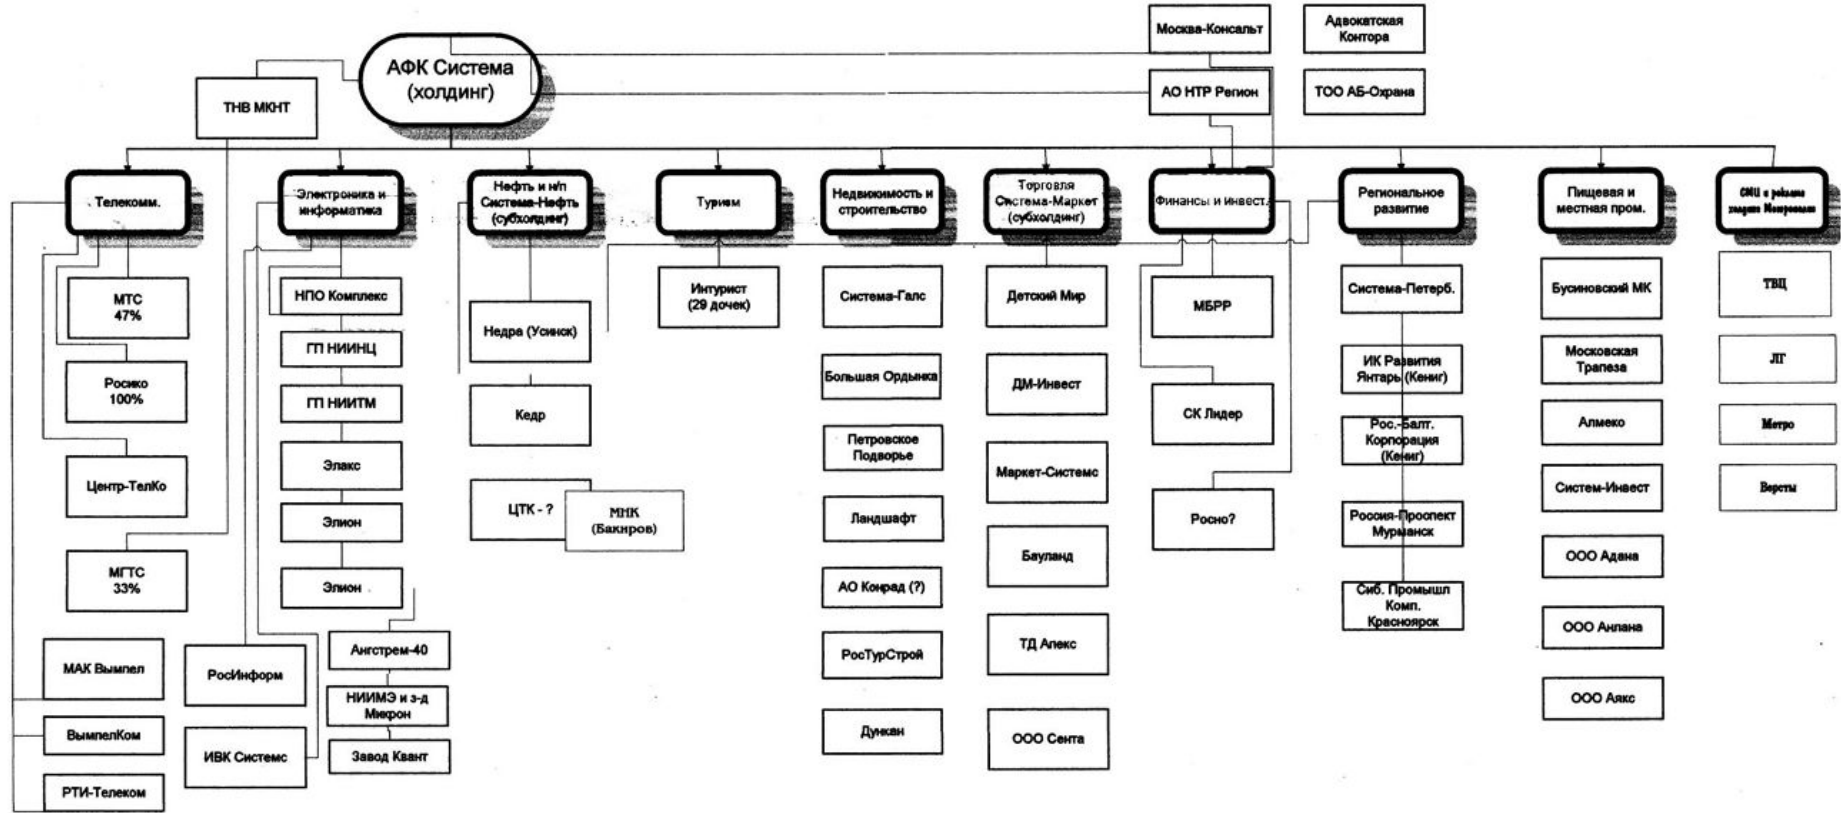 Москва-Консальт
Адвокатская
Контора
АФК Система
(холдинг)
ТНВ МКНТ
АО НТР Регион
ТОО АБ-Охрана
Телекомм.
Электроника и
информатика
Нефть и н/п
Система-Нефть
(субхолдинг)
Туризм
Недвижимость и
строительство
Торговля
Система-Маркет
(субхолдинг)
Финансы и инвест.
Региональное
развитие
Пищевая и
местная пром.
СМИ и реклама
холдинг Метрополис
МТС
47%
Росико
100%
Центр-ТелКо
МГТС
33%
МАК Вымпел
ВымпелКом
РТИ-Телеком
НПО Комплекс
ГП НИИНЦ
ГП НИИТМ
Элакс
Элион
Элион
РосИнформ
ИВК Системс
Ангстрем-40
НИИМЭ и з-д
Микрон
Завод Квант
Недра (Усинск)
Кедр
ЦТК - ?
МНК
(Бакиров)
Интурист
(29 дочек)
Система-Галс
Большая Ордынка
Петровское
Подворье
Ландшафт
АО Конрад (?)
РосТурСтрой
Дункан
Детский Мир
ДМ-Инвест
Маркет-Системс
Бауланд
ТД Апекс
ООО Сента
МБРР
СК Лидер
Росно?
Система-Петерб.
ИК Развития
Янтарь (Кениг)
Рос.-Балт.
Корпорация
(Кениг)
Россия-Проспект
Мурманск
Сиб. Промышл
Комп.
Красноярск
Бусиновский МК
Московская
Трапеза
Алмеко
Систем-Инвест
ООО Адана
ООО Анпана
ООО Аякс
ТВЦ
ЛГ
Метро
Версты